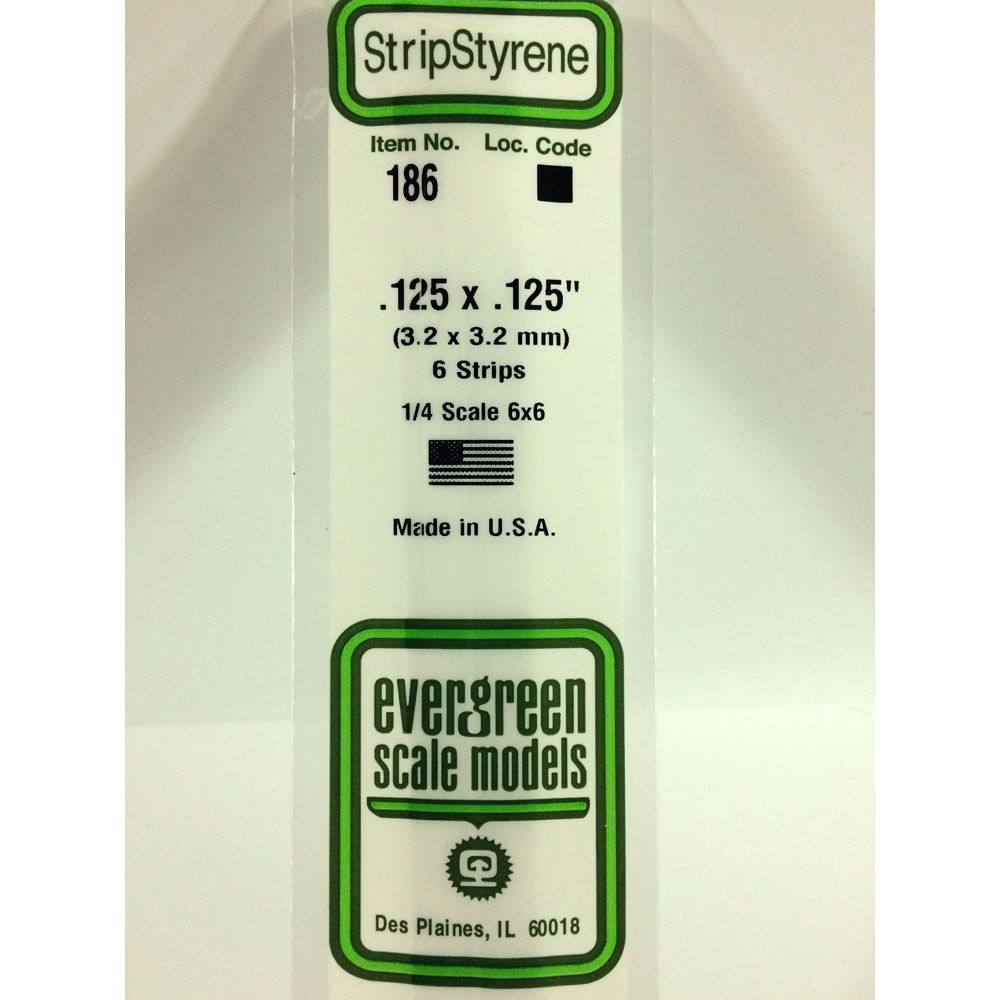 StripStyrene
Item No. Loc. Code
186
.125 x .125"
(3.2 x 3.2 mm)
6 Strips
1/4 Scale 6x6
Made in U.S.A.
evergreen
scale models
Des Plaines, IL 60018